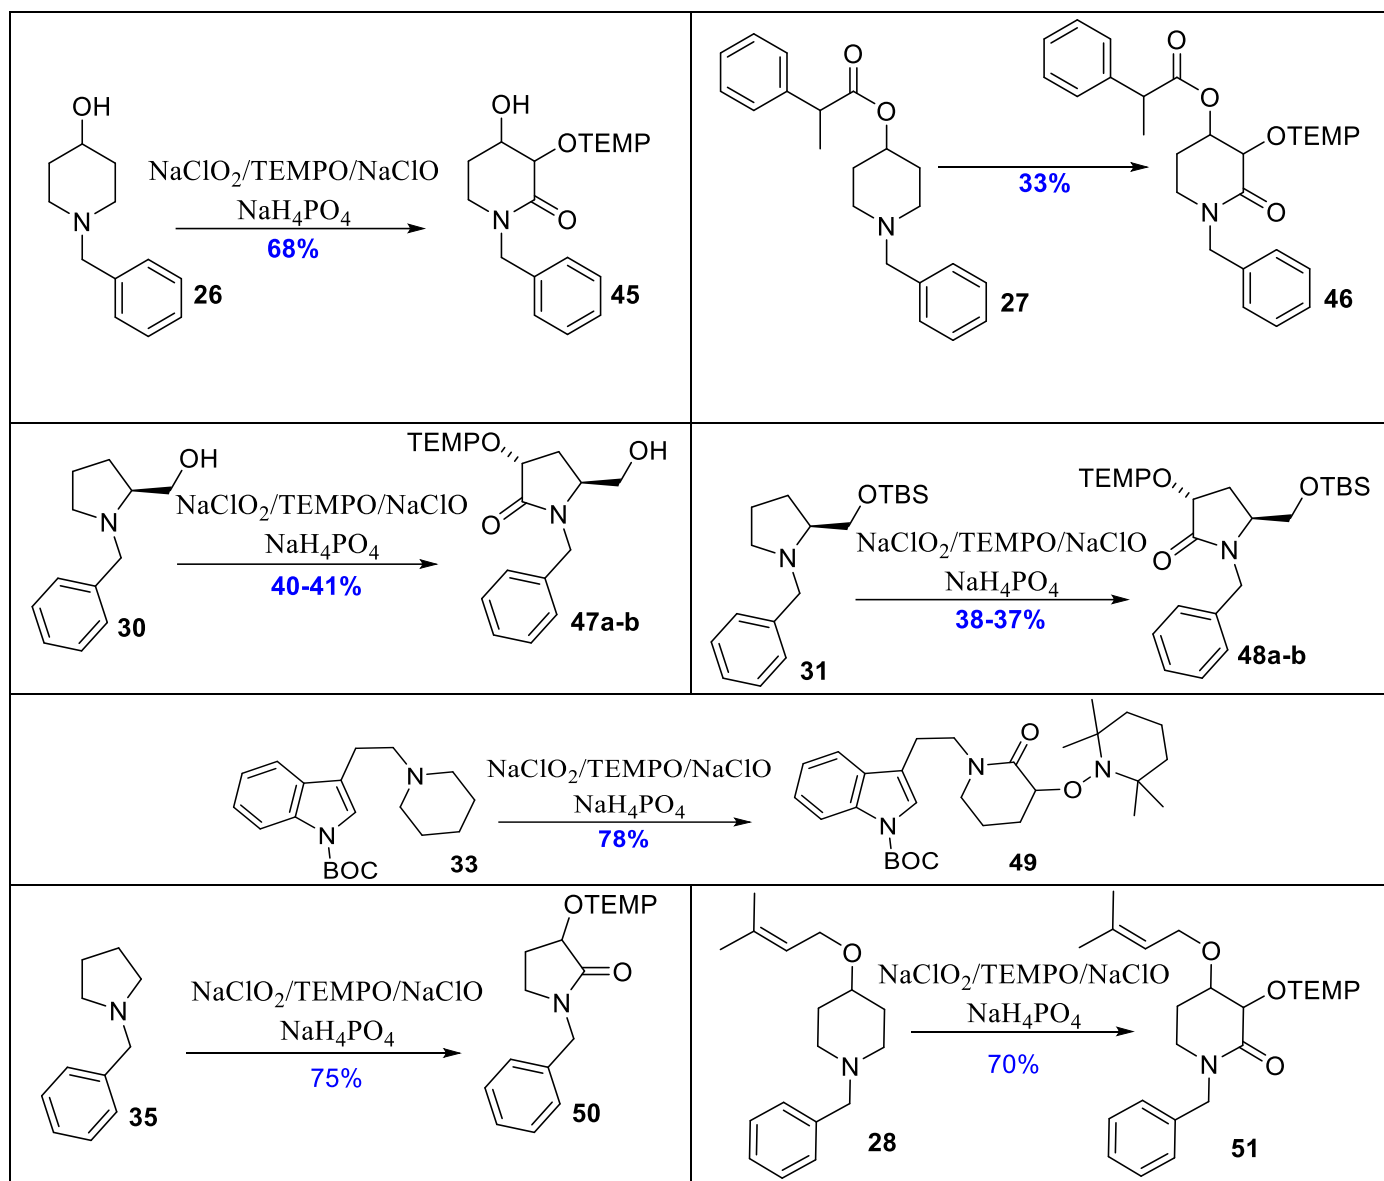 OH
NaClO₂/TEMPO/NaClO
NaH₄PO₄
68%
N
26
OH
OTEMP
N
O
45
O
O
N
27
33%
O
O
OTEMP
N
O
46
OH
N
30
NaClO₂/TEMPO/NaClO
NaH₄PO₄
40-41%
TEMPO
OH
O
N
47a-b
OTBS
N
31
NaClO₂/TEMPO/NaClO
NaH₄PO₄
38-37%
TEMPO
OTBS
O
N
48a-b
N
N
BOC
33
NaClO₂/TEMPO/NaClO
NaH₄PO₄
78%
O
N
O
N
N
BOC
49
N
35
NaClO₂/TEMPO/NaClO
NaH₄PO₄
75%
OTEMP
O
N
50
O
N
28
NaClO₂/TEMPO/NaClO
NaH₄PO₄
70%
O
OTEMP
N
O
51